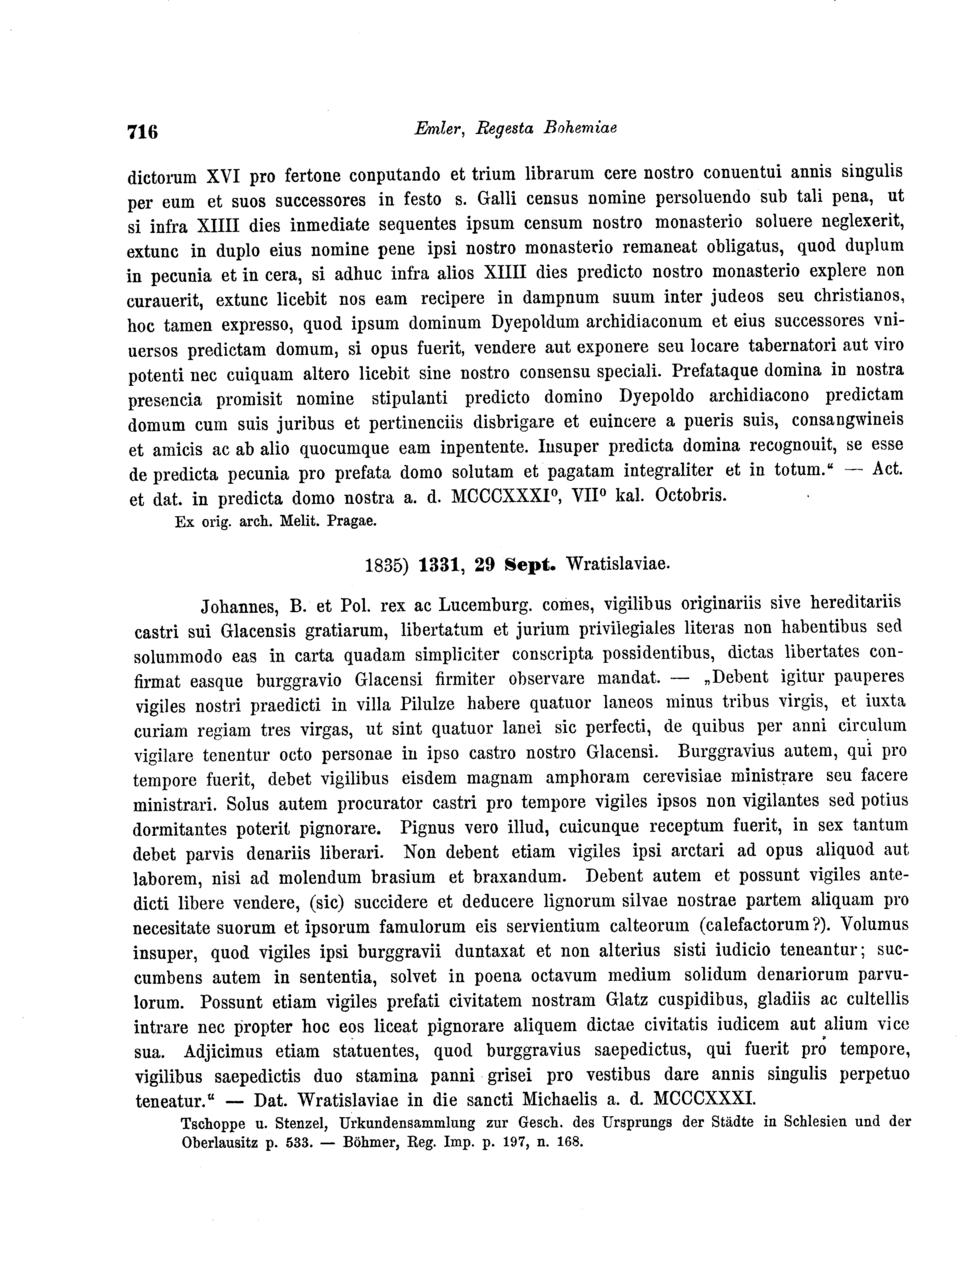 716 Emler, Regesta Bohemiae
dictorum XVI pro fertone conputando et trium librarum cere nostro conuentui annis singulis
per eum et suos successores in festo s. Galli census nomine persoluendo sub tali pena, ut
si infra XIIII dies inmediate sequentes ipsum censum nostro monasterio soluere neglexerit,
extunc in duplo eius nomine pene ipsi nostro monasterio remaneat obligatus, quod duplum
in pecunia et in cera, si adhuc infra alios XIIII dies predicto nostro monasterio explere non
curauerit, extunc licebit nos eam recipere in dampnum suum inter judeos seu christianos,
hoc tamen expresso, quod ipsum dominum Dyepoldum archidiaconum et eius successores vni-
uersos predictam domum, si opus fuerit, vendere aut exponere seu locare tabernatori aut viro
potenti nec cuiquam altero licebit sine nostro consensu speciali. Prefataque domina in nostra
presencia promisit nomine stipulanti predicto domino Dyepoldo archidiacono predictam
domum cum suis juribus et pertinenciis disbrigare et euincere a pueris suis, consangwineis
et amicis ac ab alio quocumque eam inpentente. Insuper predicta domina recognouit, se esse
de predicta pecunia pro prefata domo solutam et pagatam integraliter et in totum.“ — Act.
et dat. in predicta domo nostra a. d. MCCCXXXI⁰, VII⁰ kal. Octobris.
Ex orig. arch. Melit. Pragae.
1835) 1331, 29 Sept. Wratislaviae.
Johannes, B. et Pol. rex ac Lucemburg. comes, vigilibus originariis sive hereditariis
castri sui Glacensis gratiarum, libertatum et jurium privilegiales literas non habentibus sed
solummodo eas in carta quadam simpliciter conscripta possidentibus, dictas libertates con-
firmat easque burggravio Glacensi firmiter observare mandat. — „Debent igitur pauperes
vigiles nostri praedicti in villa Pilulze habere quatuor laneos minus tribus virgis, et iuxta
curiam regiam tres virgas, ut sint quatuor lanei sic perfecti, de quibus per anni circulum
vigilare tenentur octo personae in ipso castro nostro Glacensi. Burggravius autem, qui pro
tempore fuerit, debet vigilibus eisdem magnam amphoram cerevisiae ministrare seu facere
ministrari. Solus autem procurator castri pro tempore vigiles ipsos non vigilantes sed potius
dormitantes poterit pignorare. Pignus vero illud, cuicunque receptum fuerit, in sex tantum
debet parvis denariis liberari. Non debent etiam vigiles ipsi arctari ad opus aliquod aut
laborem, nisi ad molendum brasium et braxandum. Debent autem et possunt vigiles ante-
dicti libere vendere, (sic) succidere et deducere lignorum silvae nostrae partem aliquam pro
necesitate suorum et ipsorum famulorum eis servientium calteorum (calefactorum?). Volumus
insuper, quod vigiles ipsi burggravii duntaxat et non alterius sisti iudicio teneantur; suc-
cumbens autem in sententia, solvet in poena octavum medium solidum denariorum parvu-
lorum. Possunt etiam vigiles prefati civitatem nostram Glatz cuspidibus, gladiis ac cultellis
intrare nec propter hoc eos liceat pignorare aliquem dictae civitatis iudicem aut alium vice
sua. Adjicimus etiam statuentes, quod burggravius saepedictus, qui fuerit pro tempore,
vigilibus saepedictis duo stamina panni grisei pro vestibus dare annis singulis perpetuo
teneatur.“ — Dat. Wratislaviae in die sancti Michaelis a. d. MCCCXXXI.
Tschoppe u. Stenzel, Urkundensammlung zur Gesch. des Ursprungs der Städte in Schlesien und der
Oberlausitz p. 533. — Böhmer, Reg. Imp. p. 197, n. 168.